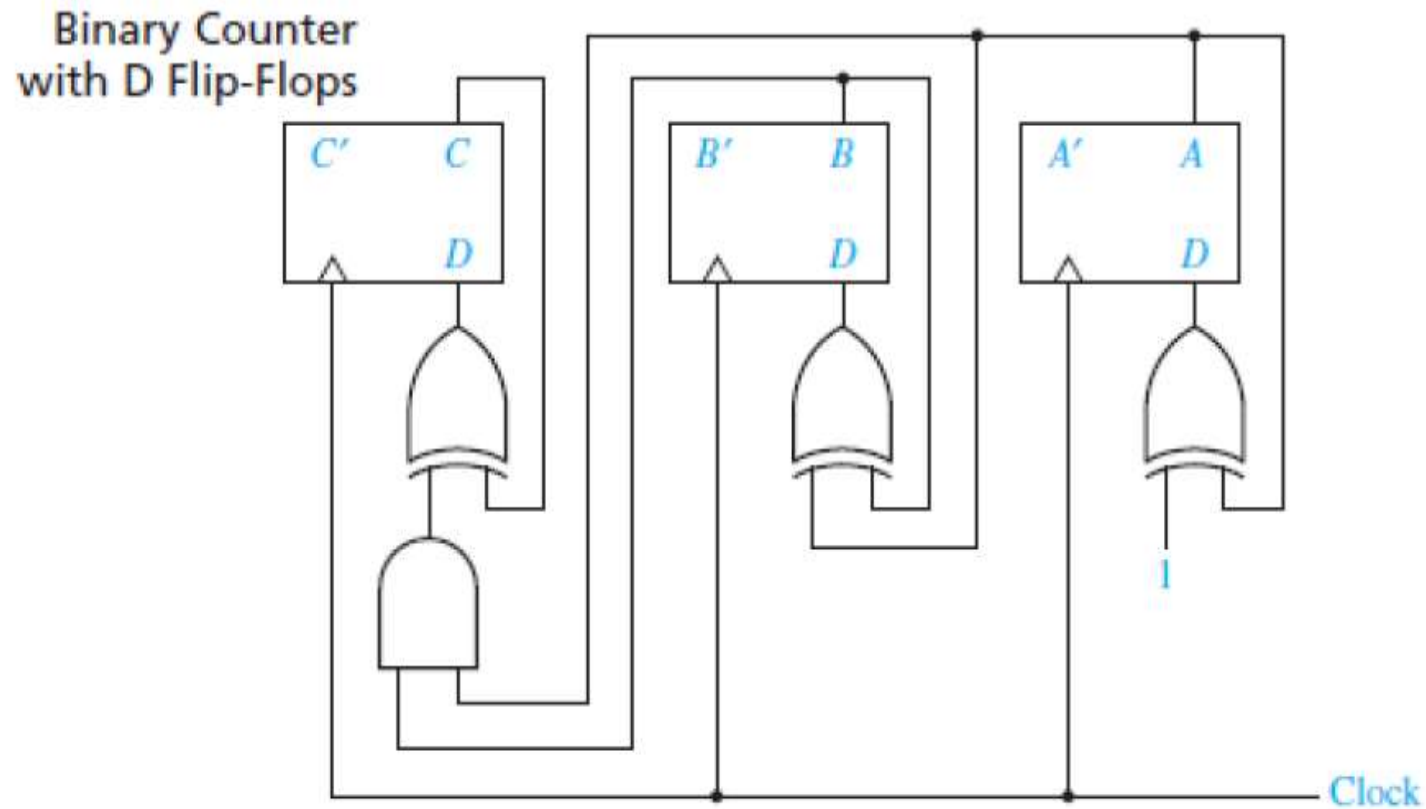 Binary Counter
with D Flip-Flops
C′ C B′ B A′ A
D D D
1
Clock